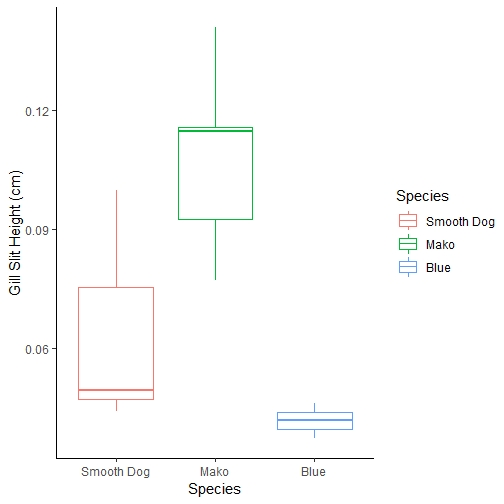 Gill Slit Height (cm)
0.12
0.09
0.06
Smooth Dog
Mako
Blue
Species
Species
Smooth Dog
Mako
Blue